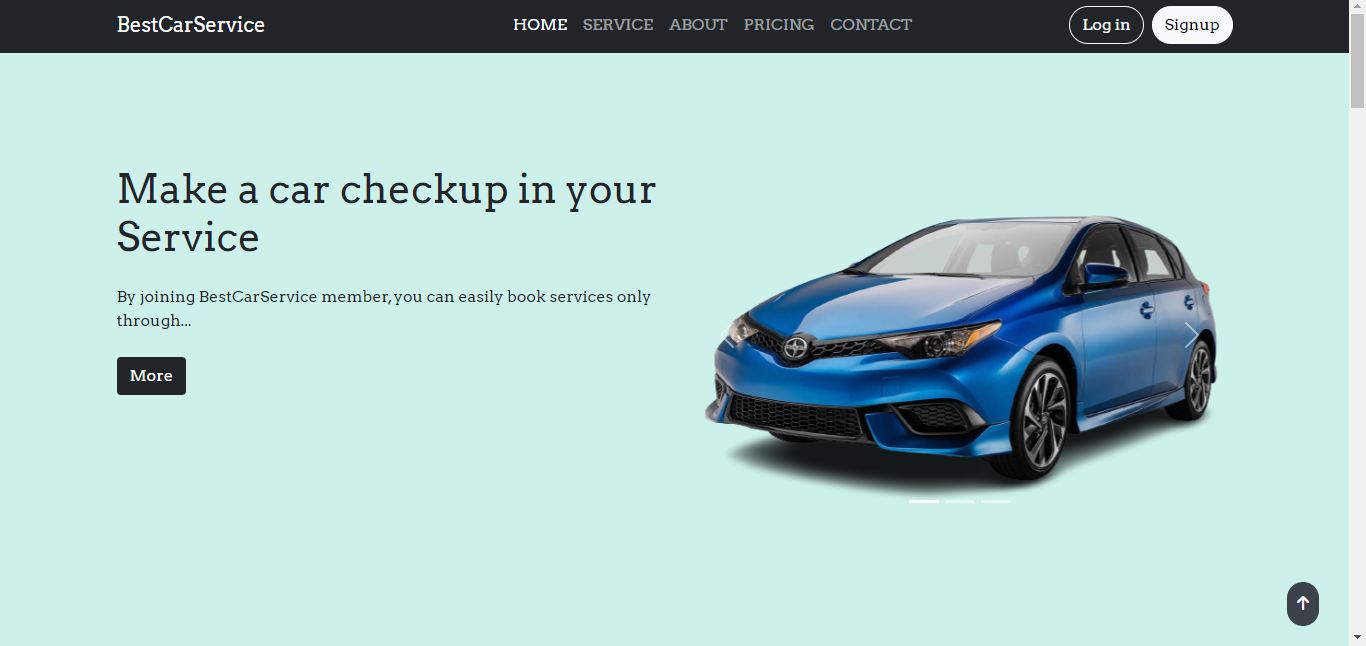 BestCarService
HOME SERVICE ABOUT PRICING CONTACT
Log in
Signup
Make a car checkup in your
Service
By joining BestCarService member,you can easily book services only
through...
More